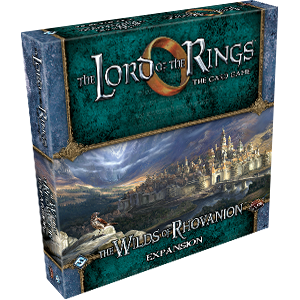 THE LORD OF THE RINGS
THE CARD GAME
THE WILDS OF RHOVANION
EXPANSION